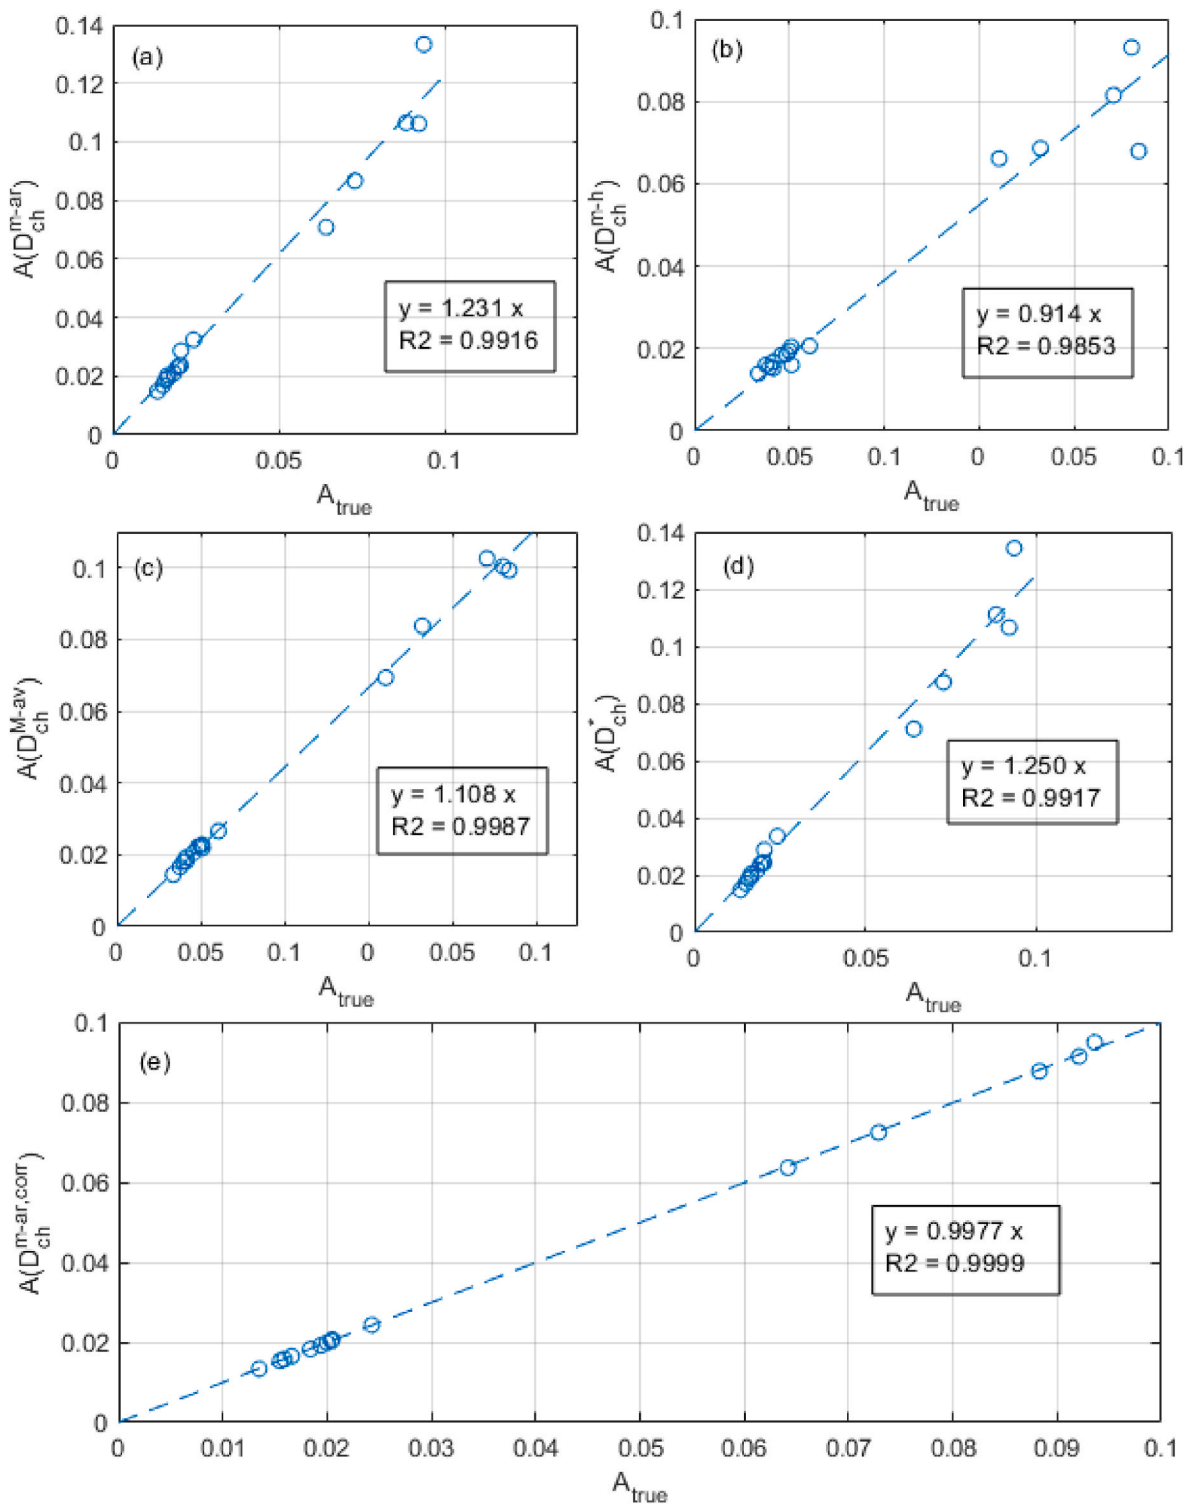 (a)
0.14
0.12
0.1
0.08
0.06
0.04
0.02
0
A(D_ch^m-ar)
y = 1.231 x
R2 = 0.9916
0 0.05 0.1
A_true
(b)
0.1
0.08
0.06
0.04
0.02
0
A(D_ch^m-h)
y = 0.914 x
R2 = 0.9853
0 0.05 0.1 0 0.05 0.1
A_true
(c)
0.1
0.08
0.06
0.04
0.02
0
A(D_ch^M-av)
y = 1.108 x
R2 = 0.9987
0 0.05 0.1 0 0.05 0.1
A_true
(d)
0.14
0.12
0.1
0.08
0.06
0.04
0.02
0
A(D_ch^*)
y = 1.250 x
R2 = 0.9917
0 0.05 0.1
A_true
(e)
0.1
0.08
0.06
0.04
0.02
0
A(D_ch^m-ar,corr)
y = 0.9977 x
R2 = 0.9999
0 0.01 0.02 0.03 0.04 0.05 0.06 0.07 0.08 0.09 0.1
A_true